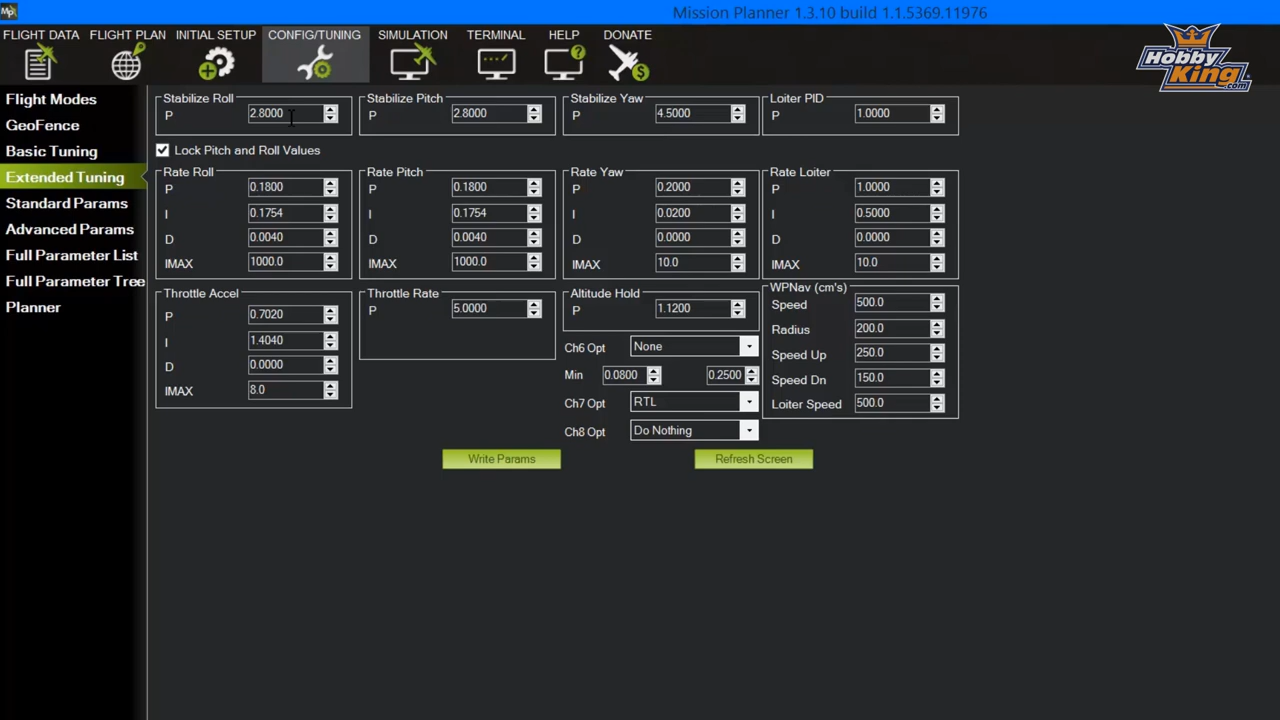 Mp
Mission Planner 1.3.10 build 1.1.5369.11976
FLIGHT DATA FLIGHT PLAN INITIAL SETUP CONFIG/TUNING SIMULATION TERMINAL HELP DONATE
Hobby
King.com
Flight Modes
GeoFence
Basic Tuning
Extended Tuning
Standard Params
Advanced Params
Full Parameter List
Full Parameter Tree
Planner
Stabilize Roll
P 2.8000
Stabilize Pitch
P 2.8000
Stabilize Yaw
P 4.5000
Loiter PID
P 1.0000
Lock Pitch and Roll Values
Rate Roll
P 0.1800
I 0.1754
D 0.0040
IMAX 1000.0
Rate Pitch
P 0.1800
I 0.1754
D 0.0040
IMAX 1000.0
Rate Yaw
P 0.2000
I 0.0200
D 0.0000
IMAX 10.0
Rate Loiter
P 1.0000
I 0.5000
D 0.0000
IMAX 10.0
Throttle Accel
P 0.7020
I 1.4040
D 0.0000
IMAX 8.0
Throttle Rate
P 5.0000
Altitude Hold
P 1.1200
Ch6 Opt None
Min 0.0800 0.2500
Ch7 Opt RTL
Ch8 Opt Do Nothing
WPNav (cm's)
Speed 500.0
Radius 200.0
Speed Up 250.0
Speed Dn 150.0
Loiter Speed 500.0
Write Params
Refresh Screen